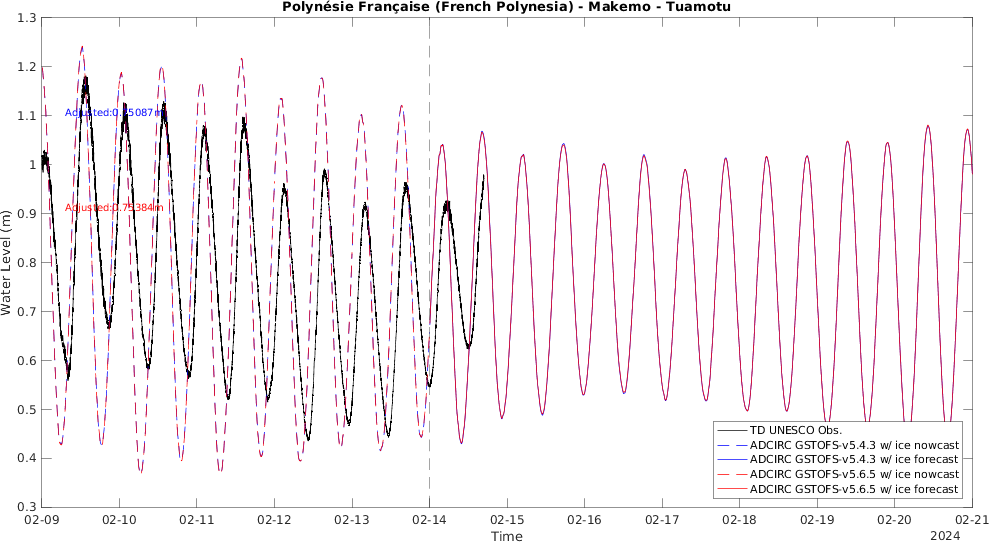 Polynésie Française (French Polynesia) - Makemo - Tuamotu
1.3
1.2
1.1
1
0.9
0.8
0.7
0.6
0.5
0.4
0.3
Water Level (m)
Adjusted:0.75087m
Adjusted:0.75384m
TD UNESCO Obs.
ADCIRC GSTOFS-v5.4.3 w/ ice nowcast
ADCIRC GSTOFS-v5.4.3 w/ ice forecast
ADCIRC GSTOFS-v5.6.5 w/ ice nowcast
ADCIRC GSTOFS-v5.6.5 w/ ice forecast
02-09 02-10 02-11 02-12 02-13 02-14 02-15 02-16 02-17 02-18 02-19 02-20 02-21
Time
2024